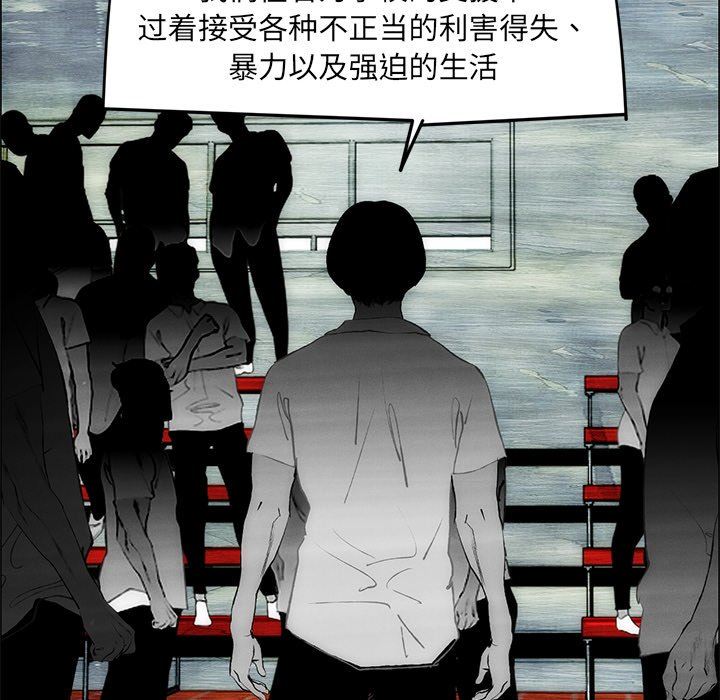 过着接受各种不正当的利害得失、
暴力以及强迫的生活